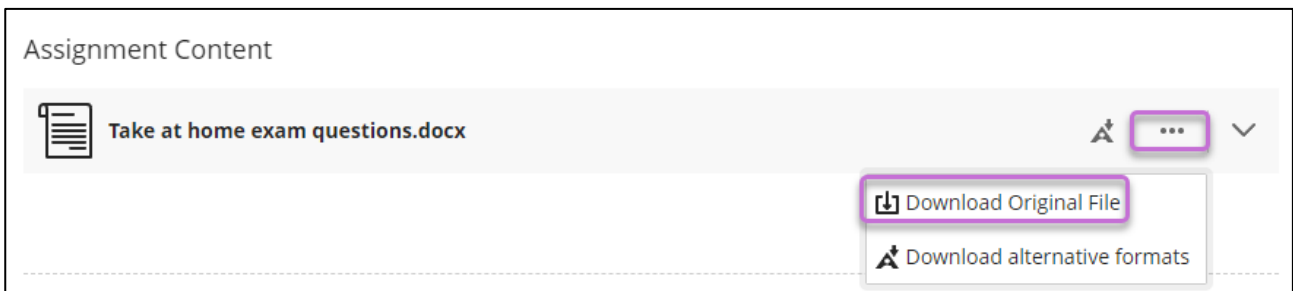 Assignment Content
Take at home exam questions.docx
Download Original File
Download alternative formats